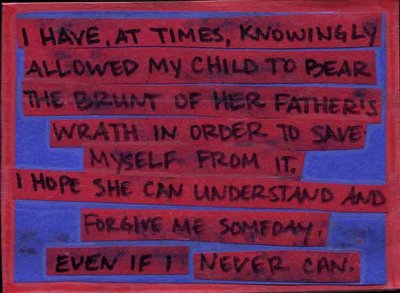 I HAVE, AT TIMES, KNOWINGLY
ALLOWED MY CHILD TO BEAR
THE BRUNT OF HER FATHER'S
WRATH IN ORDER TO SAVE
MYSELF FROM IT.
I HOPE SHE CAN UNDERSTAND AND
FORGIVE ME SOMEDAY.
EVEN IF I NEVER CAN.